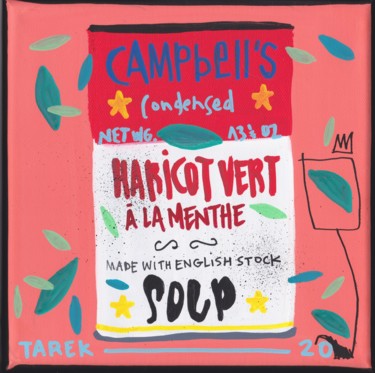 CAMPbELL'S
Condensed
NET WG. 13½ OZ
HARICOT VERT
À LA MENTHE
MADE WITH ENGLISH STOCK
SOUP
TAREK 20